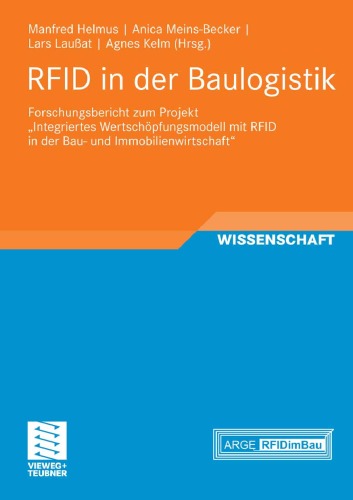 Manfred Helmus | Anica Meins-Becker |
Lars Laußat | Agnes Kelm (Hrsg.)
RFID in der Baulogistik
Forschungsbericht zum Projekt
„Integriertes Wertschöpfungsmodell mit RFID
in der Bau- und Immobilienwirtschaft“
WISSENSCHAFT
VIEWEG+
TEUBNER
ARGE RFIDimBau